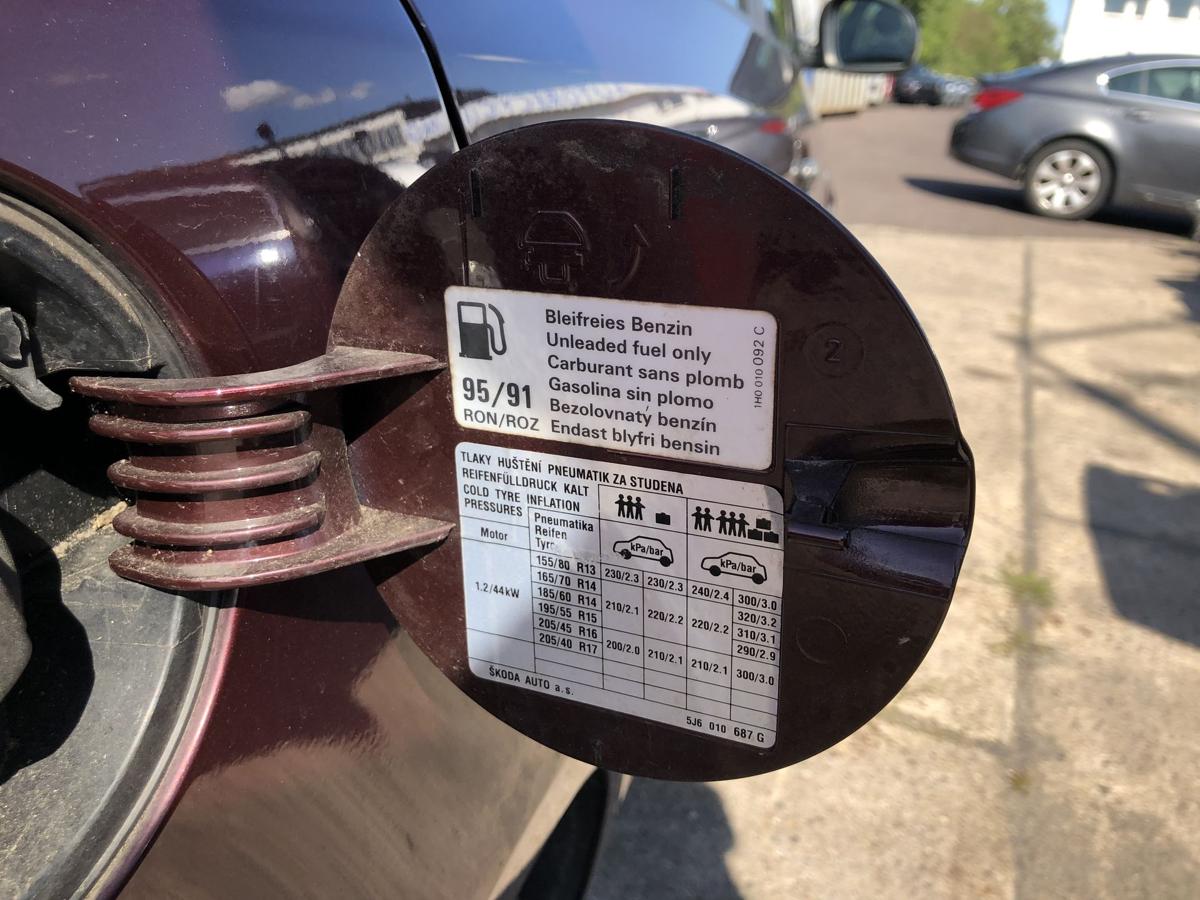 Bleifreies Benzin
Unleaded fuel only
Carburant sans plomb
Gasolina sin plomo
Bezolovnatý benzín
Endast blyfri bensin
95/91
RON/ROZ
1H0 010 092 C
2
TLAKY HUŠTĚNÍ PNEUMATIK ZA STUDENA
REIFENFÜLLDRUCK KALT
COLD TYRE INFLATION
PRESSURES
Motor
Pneumatika
Reifen
kPa/bar
kPa/bar
1.2/44kW
155/80 R13 230/2.3 230/2.3 240/2.4 300/3.0
165/70 R14 320/3.2
185/60 R14 210/2.1 220/2.2 220/2.2 310/3.1
195/55 R15 290/2.9
205/45 R16 200/2.0 210/2.1 210/2.1 300/3.0
205/40 R17
ŠKODA AUTO a.s.
5J6 010 687 G